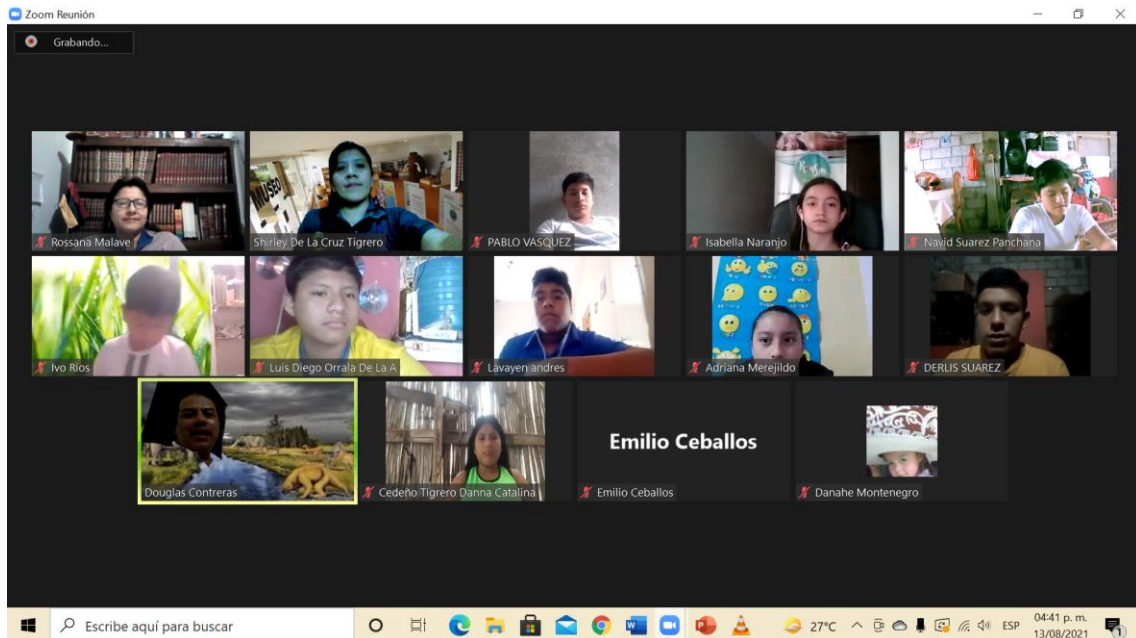 Zoom Reunión
Grabando...
MUSEO
Rossana Malave
Shirley De La Cruz Tigrero
PABLO VASQUEZ
Isabella Naranjo
Navid Suarez Panchana
Ivo Rios
Luis Diego Orrala De La A
Lavayen andres
Adriana Merejildo
DERLIS SUAREZ
Emilio Ceballos
Douglas Contreras
Cedeño Tigrero Danna Catalina
Emilio Ceballos
Danahe Montenegro
Escribe aquí para buscar
27°C
ESP
04:41 p. m.
13/08/2021
1